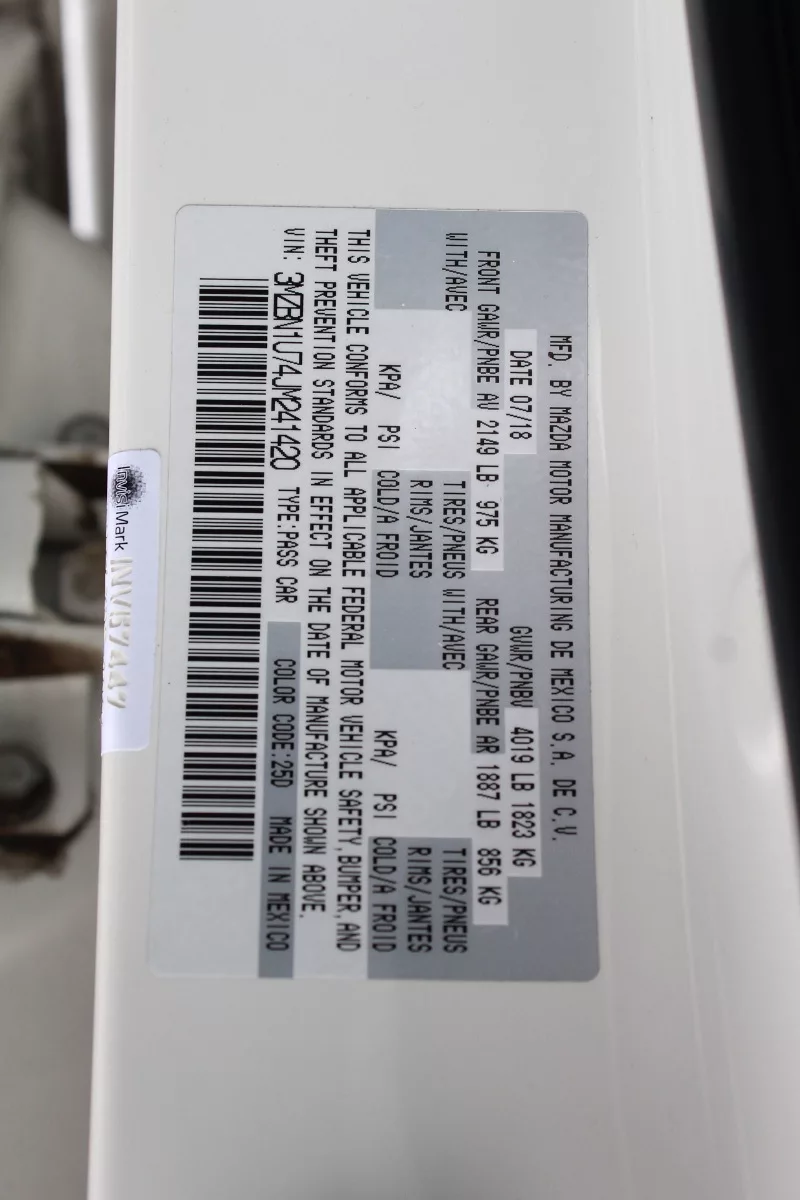 MFD. BY MAZDA MOTOR MANUFACTURING DE MEXICO S.A. DE C.V.
DATE 07/18 GVWR/PNBV 4019 LB 1823 KG
FRONT GAWR/PNBE AV 2149 LB 975 KG REAR GAWR/PNBE AR 1887 LB 856 KG
WITH/AVEC TIRES/PNEUS WITH/AVEC TIRES/PNEUS
RIMS/JANTES RIMS/JANTES
KPA/ PSI COLD/A FROID KPA/ PSI COLD/A FROID
THIS VEHICLE CONFORMS TO ALL APPLICABLE FEDERAL MOTOR VEHICLE SAFETY, BUMPER, AND
THEFT PREVENTION STANDARDS IN EFFECT ON THE DATE OF MANUFACTURE SHOWN ABOVE.
VIN: 3MZBN1U74JM241420 TYPE:PASS CAR COLOR CODE:25D MADE IN MEXICO
InvisiMark